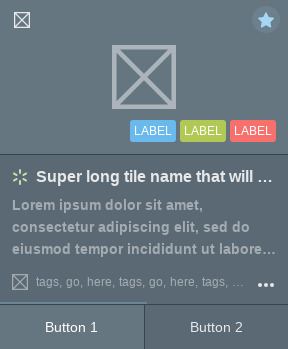 LABEL LABEL LABEL
Super long tile name that will ...
Lorem ipsum dolor sit amet,
consectetur adipiscing elit, sed do
eiusmod tempor incididunt ut labore...
tags, go, here, tags, go, here, tags, ...
Button 1 Button 2